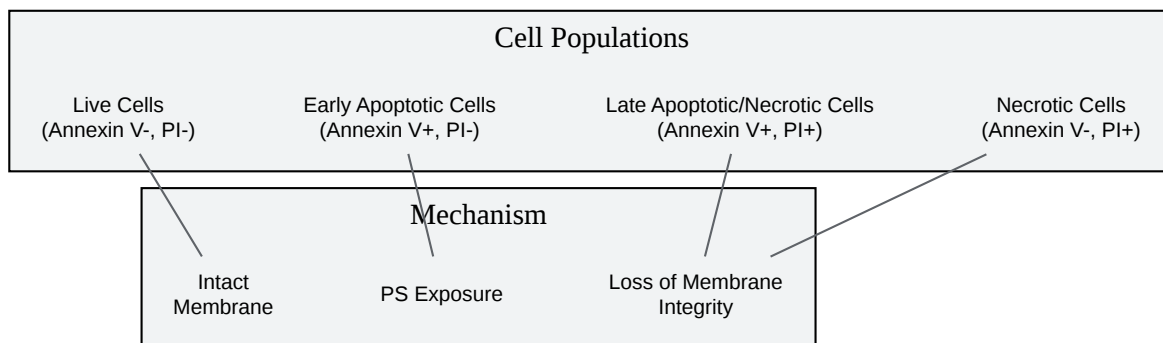 Cell Populations
Live Cells
(Annexin V-, PI-)
Early Apoptotic Cells
(Annexin V+, PI-)
Late Apoptotic/Necrotic Cells
(Annexin V+, PI+)
Necrotic Cells
(Annexin V-, PI+)
Mechanism
Intact
Membrane
PS Exposure
Loss of Membrane
Integrity